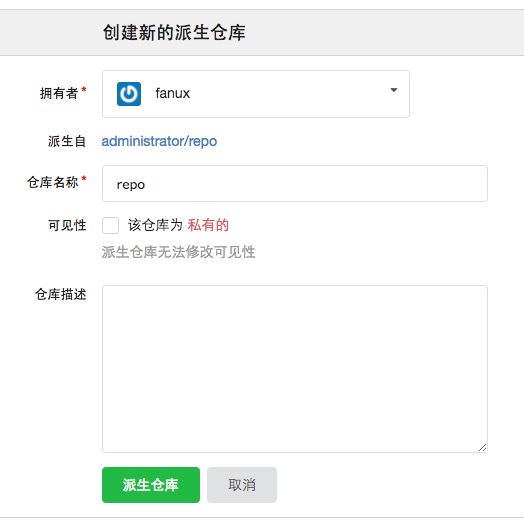 创建新的派生仓库
拥有者* fanux
派生自 administrator/repo
仓库名称* repo
可见性 该仓库为 私有的
派生仓库无法修改可见性
仓库描述
派生仓库 取消